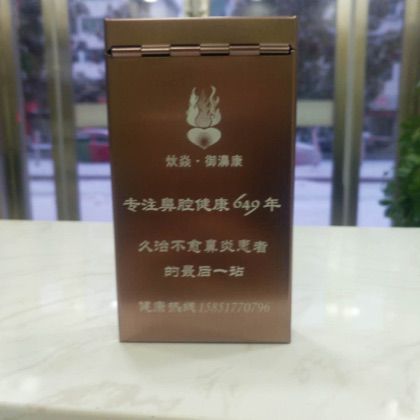 炊焱·御濞康
专注鼻腔健康649年
久治不愈鼻炎患者
的最后一站
健康热线15851770796